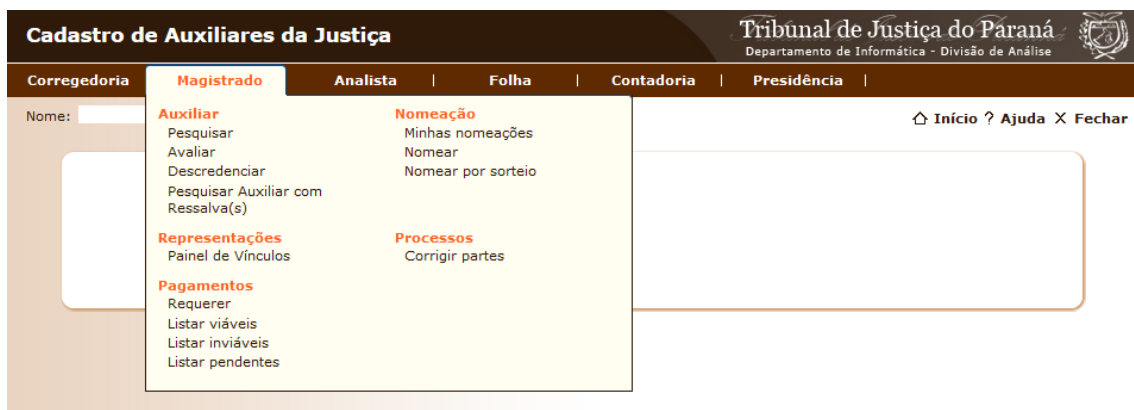 Cadastro de Auxiliares da Justiça
Tribunal de Justiça do Paraná
Departamento de Informática - Divisão de Análise
Corregedoria Magistrado Analista | Folha | Contadoria | Presidência |
Nome:
Início ? Ajuda X Fechar
Auxiliar
Pesquisar
Avaliar
Descredenciar
Pesquisar Auxiliar com
Ressalva(s)
Nomeação
Minhas nomeações
Nomear
Nomear por sorteio
Representações
Painel de Vínculos
Processos
Corrigir partes
Pagamentos
Requerer
Listar viáveis
Listar inviáveis
Listar pendentes